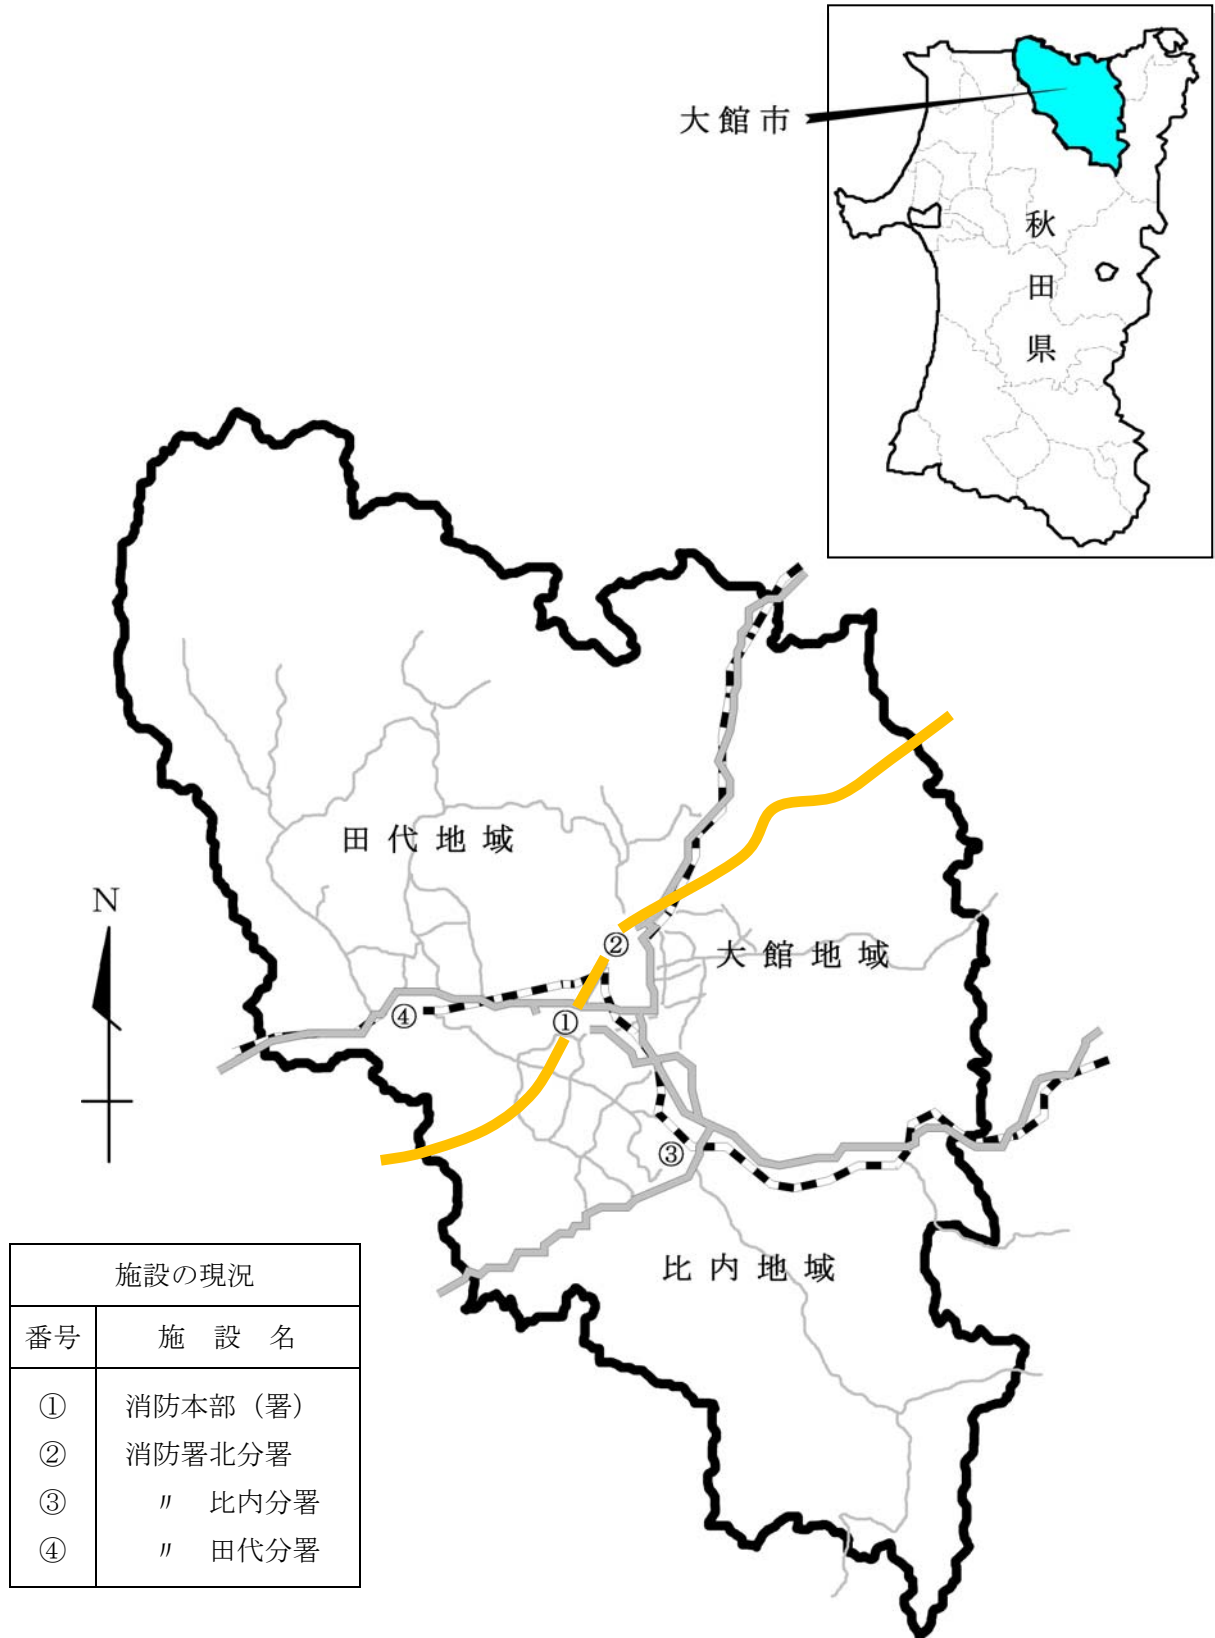 大館市
秋田県
田代地域
N
②
大館地域
④
①
③
比内地域
施設の現況
番号 施 設 名
① 消防本部（署）
② 消防署北分署
③ 〃 比内分署
④ 〃 田代分署